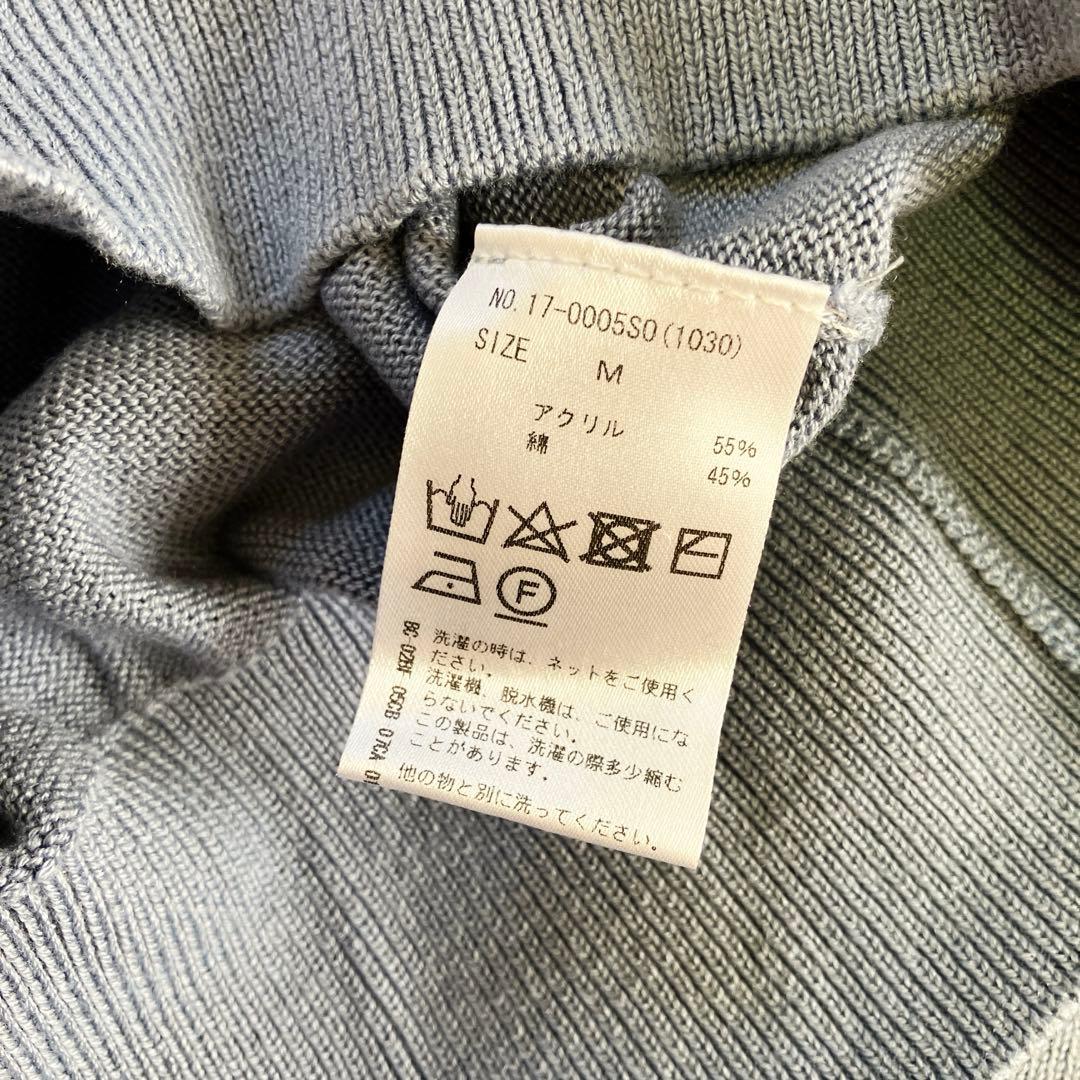 NO. 17-0005SO(1030)
SIZE M
アクリル 55%
綿 45%
F
洗濯の時は、ネットをご使用く
ださい.
洗濯機、脱水機は、ご使用にな
らないでください.
この製品は、洗濯の際多少縮む
ことがあります.
他の物と別に洗ってください.
05CB 07CA